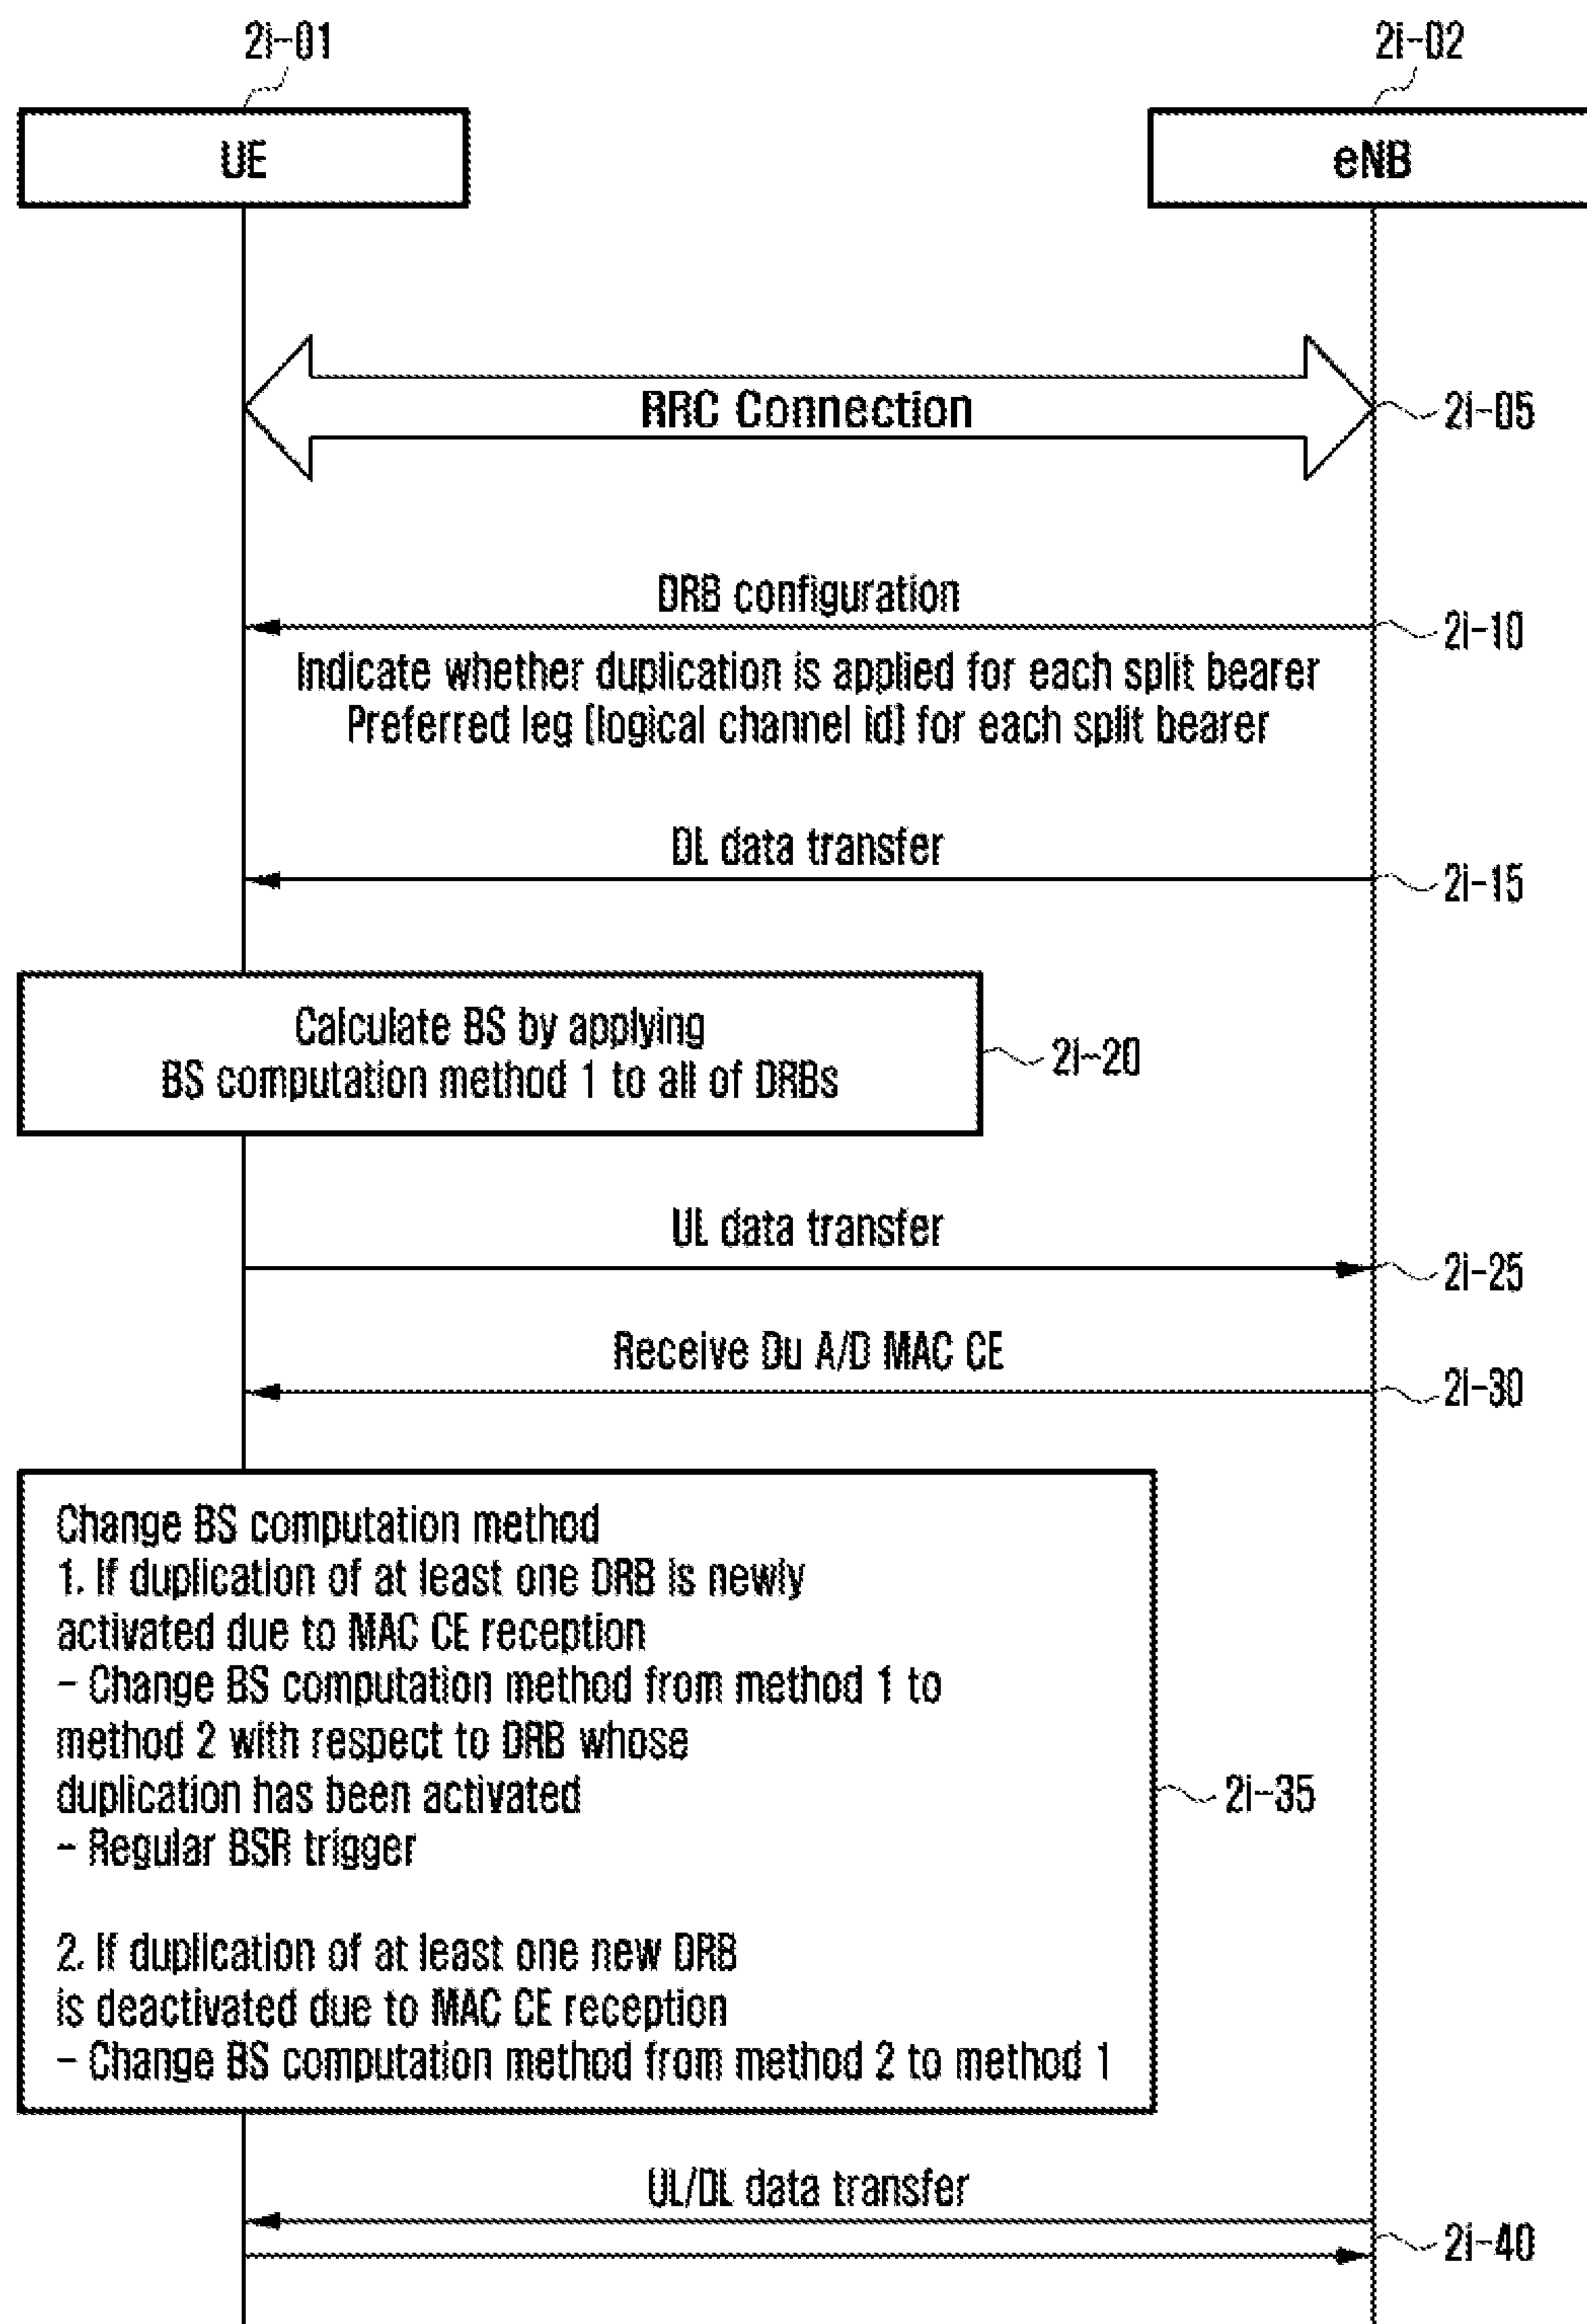 2i-01
2i-02
UE
eNB
RRC Connection
2i-05
DRB configuration
2i-10
Indicate whether duplication is applied for each split bearer
Preferred leg [logical channel id] for each split bearer
DL data transfer
2i-15
Calculate BS by applying
BS computation method 1 to all of DRBs
2i-20
UL data transfer
2i-25
Receive Du A/D MAC CE
2i-30
Change BS computation method
1. If duplication of at least one DRB is newly
activated due to MAC CE reception
- Change BS computation method from method 1 to
method 2 with respect to DRB whose
duplication has been activated
- Regular BSR trigger
2i-35
2. If duplication of at least one new DRB
is deactivated due to MAC CE reception
- Change BS computation method from method 2 to method 1
UL/DL data transfer
2i-40